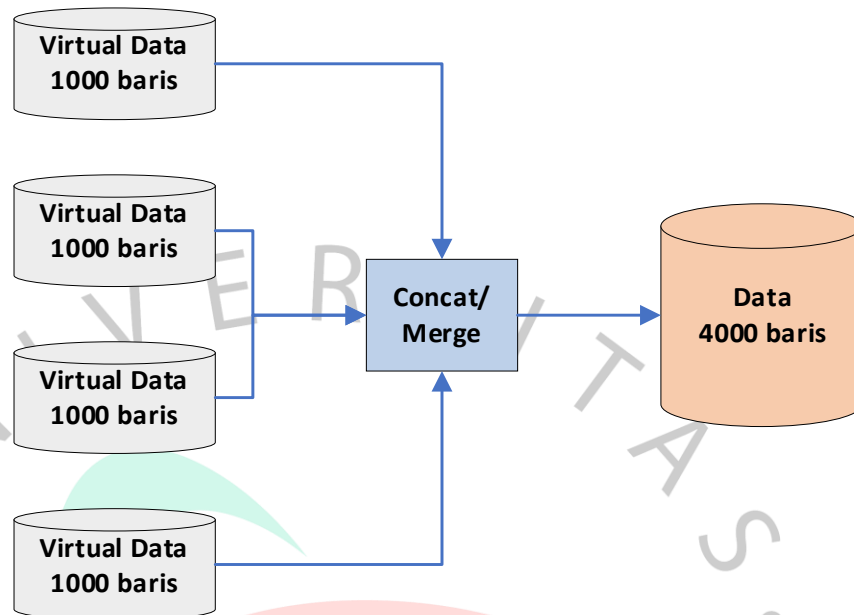 Virtual Data
1000 baris
Virtual Data
1000 baris
Virtual Data
1000 baris
Virtual Data
1000 baris
Concat/
Merge
Data
4000 baris
VERITAS